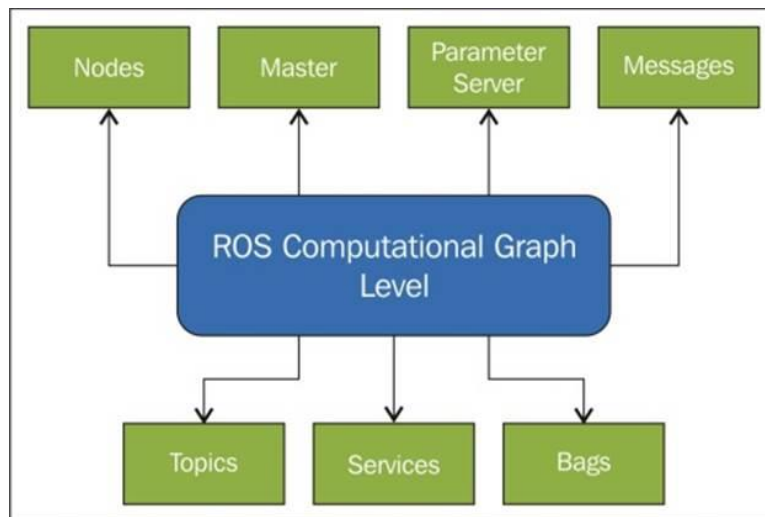 Nodes
Master
Parameter
Server
Messages
ROS Computational Graph
Level
Topics
Services
Bags